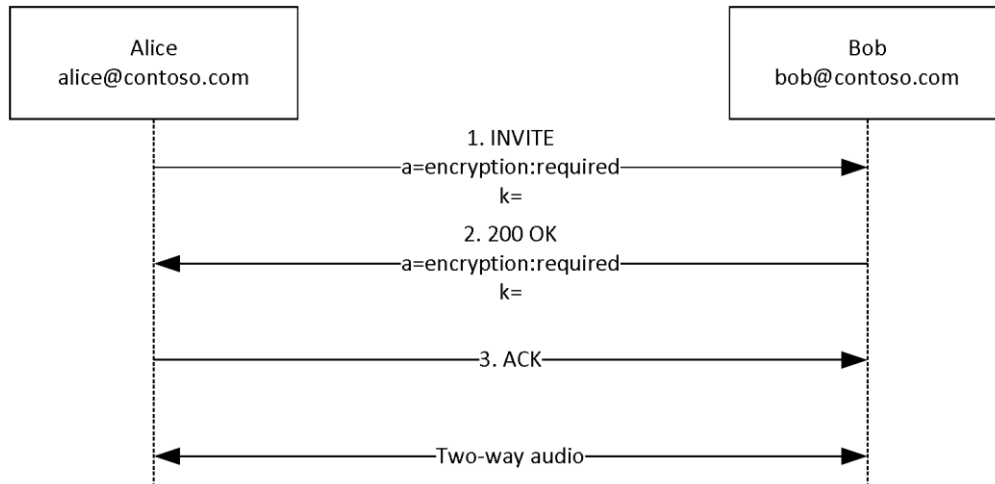 Alice
alice@contoso.com
Bob
bob@contoso.com
1. INVITE
a=encryption:required
k=
2. 200 OK
a=encryption:required
k=
3. ACK
Two-way audio